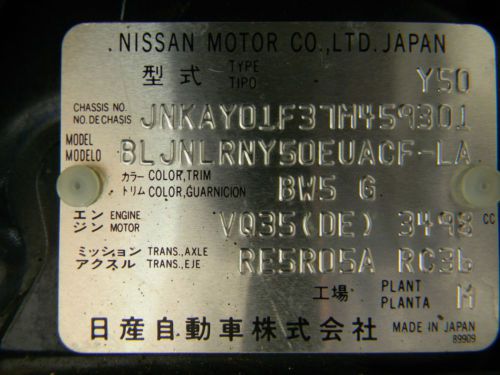 NISSAN MOTOR CO.,LTD. JAPAN
型式 TYPE TIPO Y50
CHASSIS NO. NO. DE CHASIS JNKAY01F37M459301
MODEL MODELO BLJNLRNY50EUACF-LA
カラー COLOR,TRIM トリム COLOR,GUARNICION BW5 G
エンジン ENGINE MOTOR VQ35(DE) 3498 CC
ミッション TRANS.,AXLE アクスル TRANS.,EJE RE5R05A RC36
工場 PLANT PLANTA M
日産自動車株式会社 MADE IN JAPAN
89909